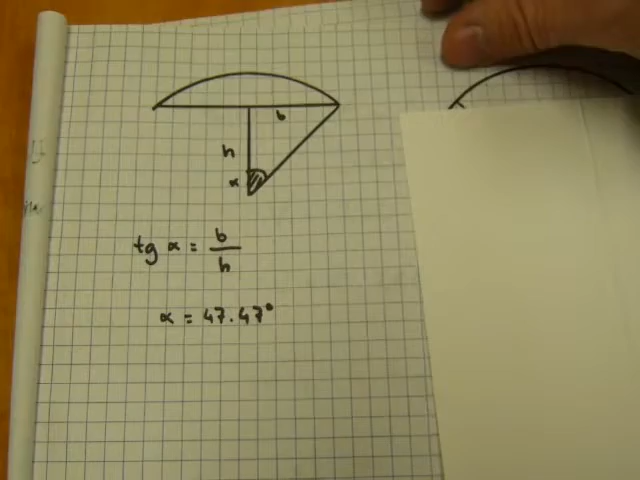 b
h
α
tg α = b
h
α = 47.47°